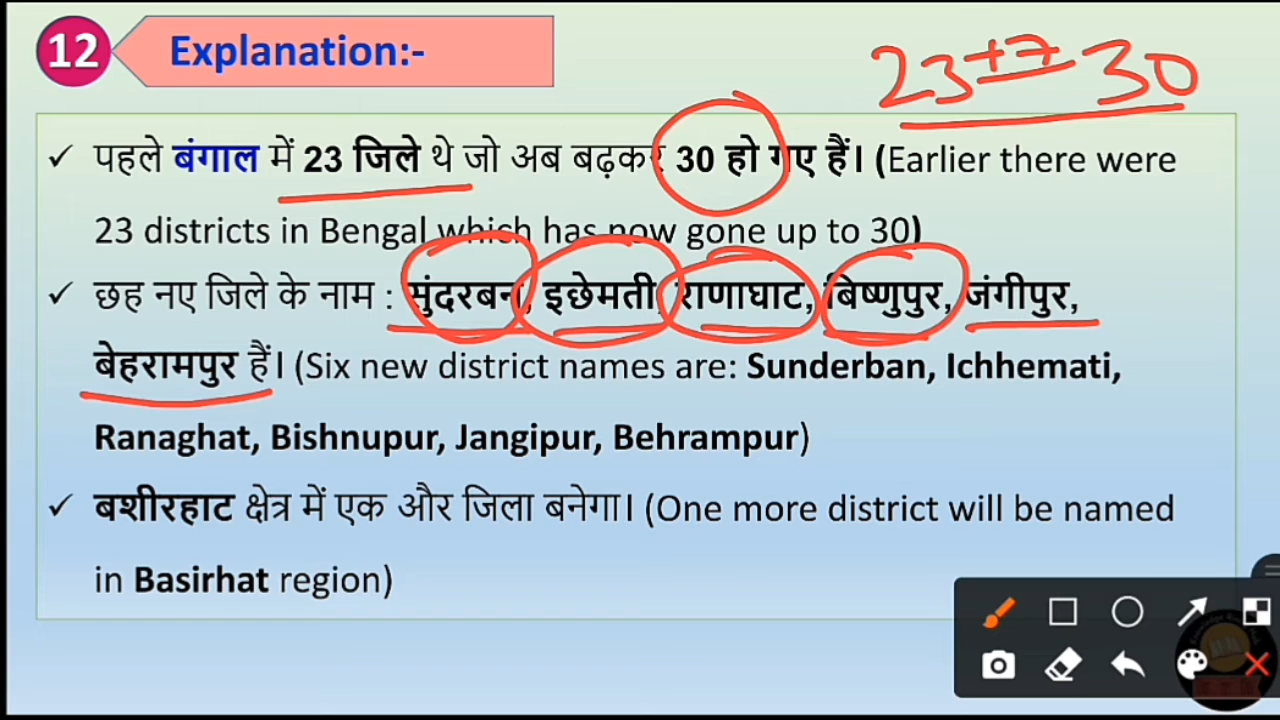 12 Explanation:-
23+7 30
✓ पहले बंगाल में 23 जिले थे जो अब बढ़कर 30 हो गए हैं। (Earlier there were
23 districts in Bengal which has now gone up to 30)
✓ छह नए जिले के नाम : सुंदरबन, इछेमती, राणाघाट, बिष्णुपुर, जंगीपुर,
बेहरामपुर हैं। (Six new district names are: Sunderban, Ichhemati,
Ranaghat, Bishnupur, Jangipur, Behrampur)
✓ बशीरहाट क्षेत्र में एक और जिला बनेगा। (One more district will be named
in Basirhat region)